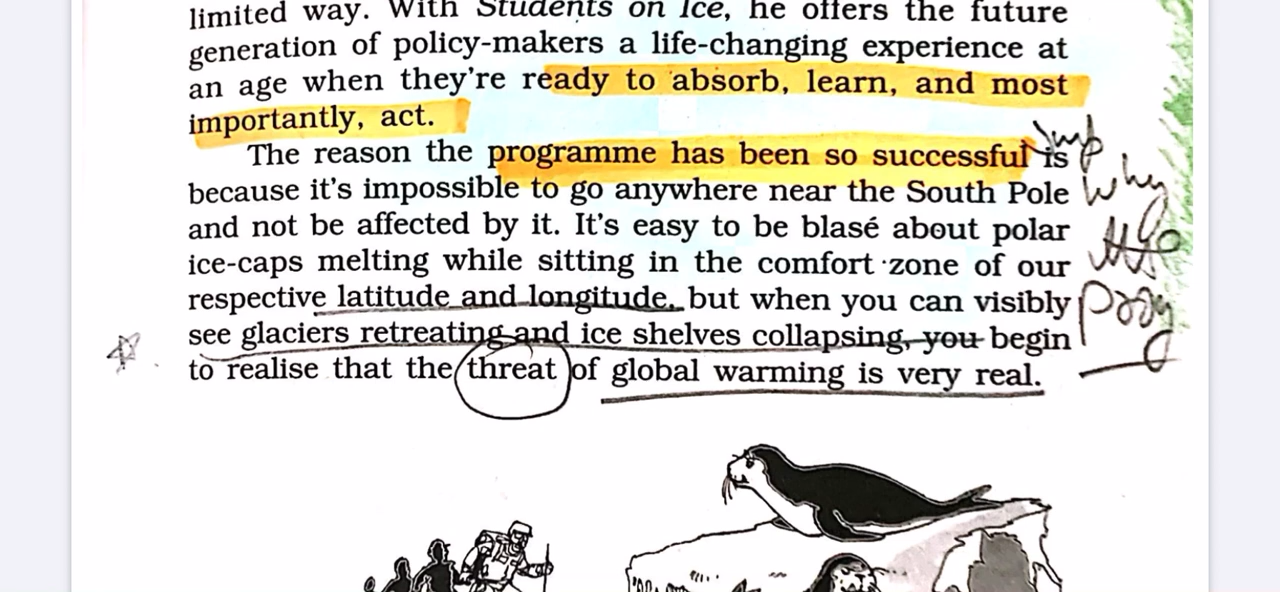 limited way. With Students on Ice, he offers the future
generation of policy-makers a life-changing experience at
an age when they're ready to absorb, learn, and most
importantly, act.
The reason the programme has been so successful is
because it's impossible to go anywhere near the South Pole
and not be affected by it. It's easy to be blasé about polar
ice-caps melting while sitting in the comfort zone of our
respective latitude and longitude, but when you can visibly
see glaciers retreating and ice shelves collapsing, you begin
to realise that the threat of global warming is very real.
imp
why